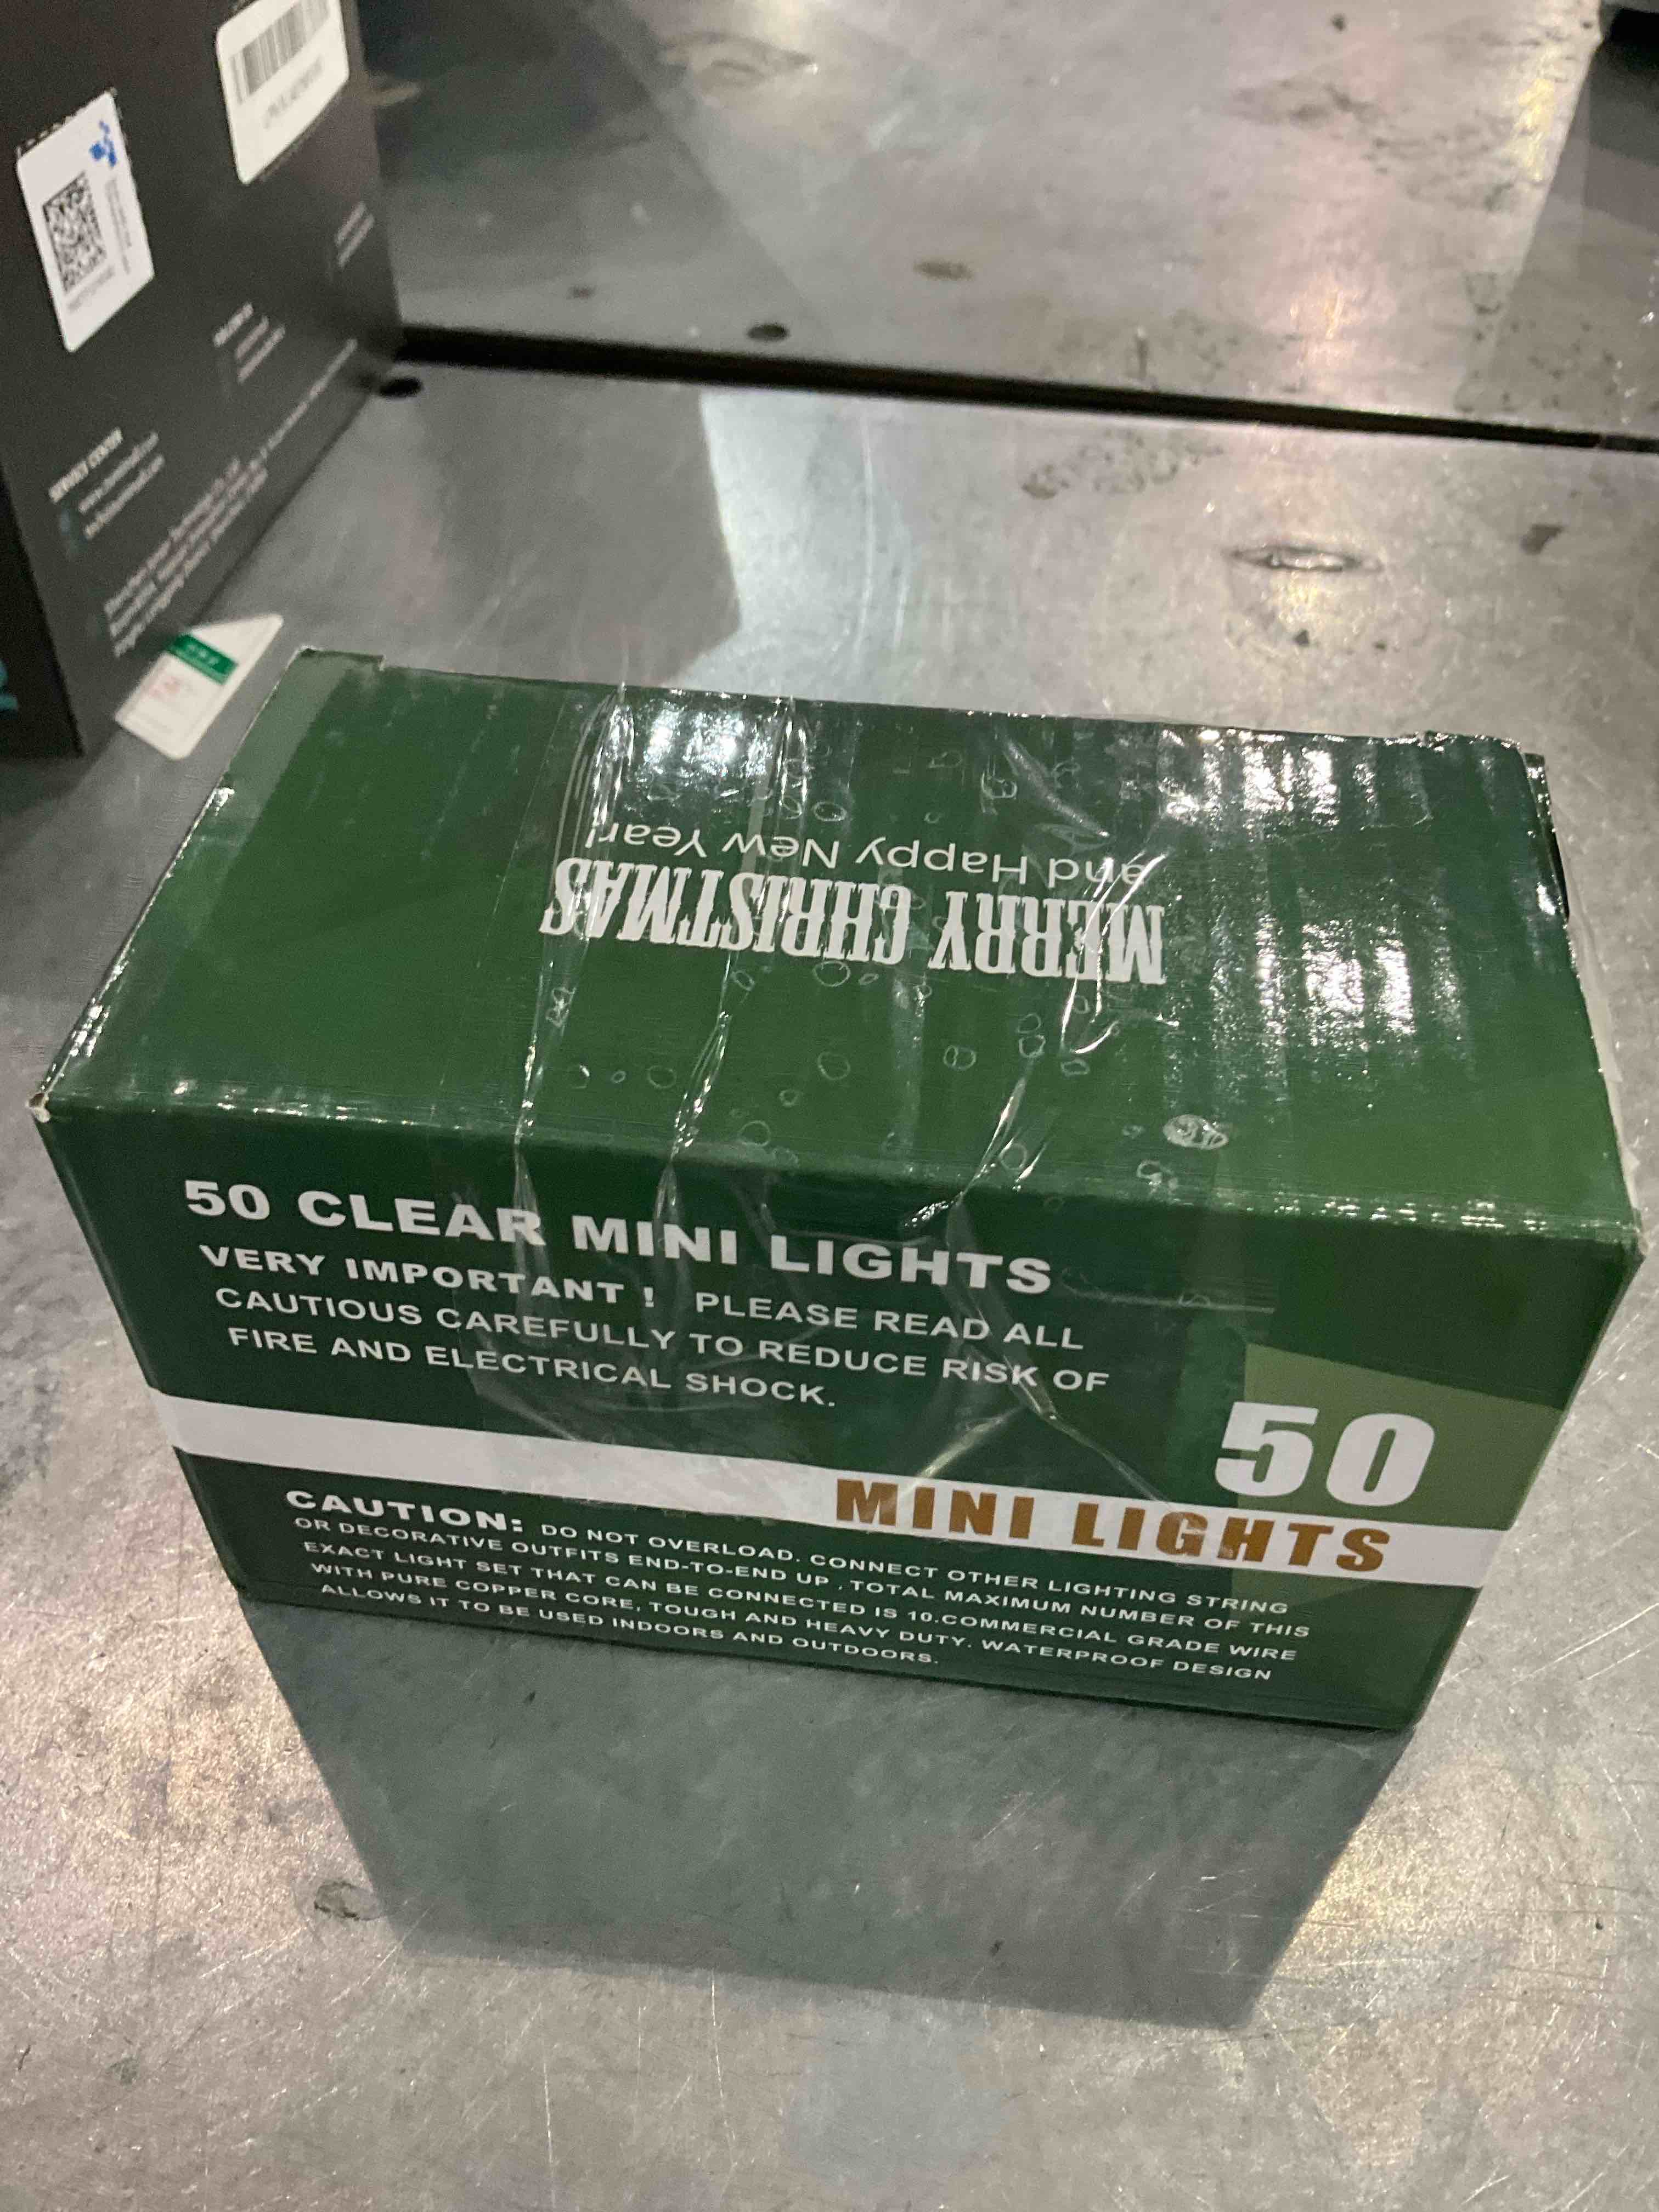 SERVICE CENTER
MERRY CHRISTMAS
and Happy New Year!
50 CLEAR MINI LIGHTS
VERY IMPORTANT ! PLEASE READ ALL
CAUTIOUS CAREFULLY TO REDUCE RISK OF
FIRE AND ELECTRICAL SHOCK.
50
MINI LIGHTS
CAUTION: DO NOT OVERLOAD. CONNECT OTHER LIGHTING STRING
OR DECORATIVE OUTFITS END-TO-END UP , TOTAL MAXIMUM NUMBER OF THIS
EXACT LIGHT SET THAT CAN BE CONNECTED IS 10.COMMERCIAL GRADE WIRE
WITH PURE COPPER CORE, TOUGH AND HEAVY DUTY. WATERPROOF DESIGN
ALLOWS IT TO BE USED INDOORS AND OUTDOORS.